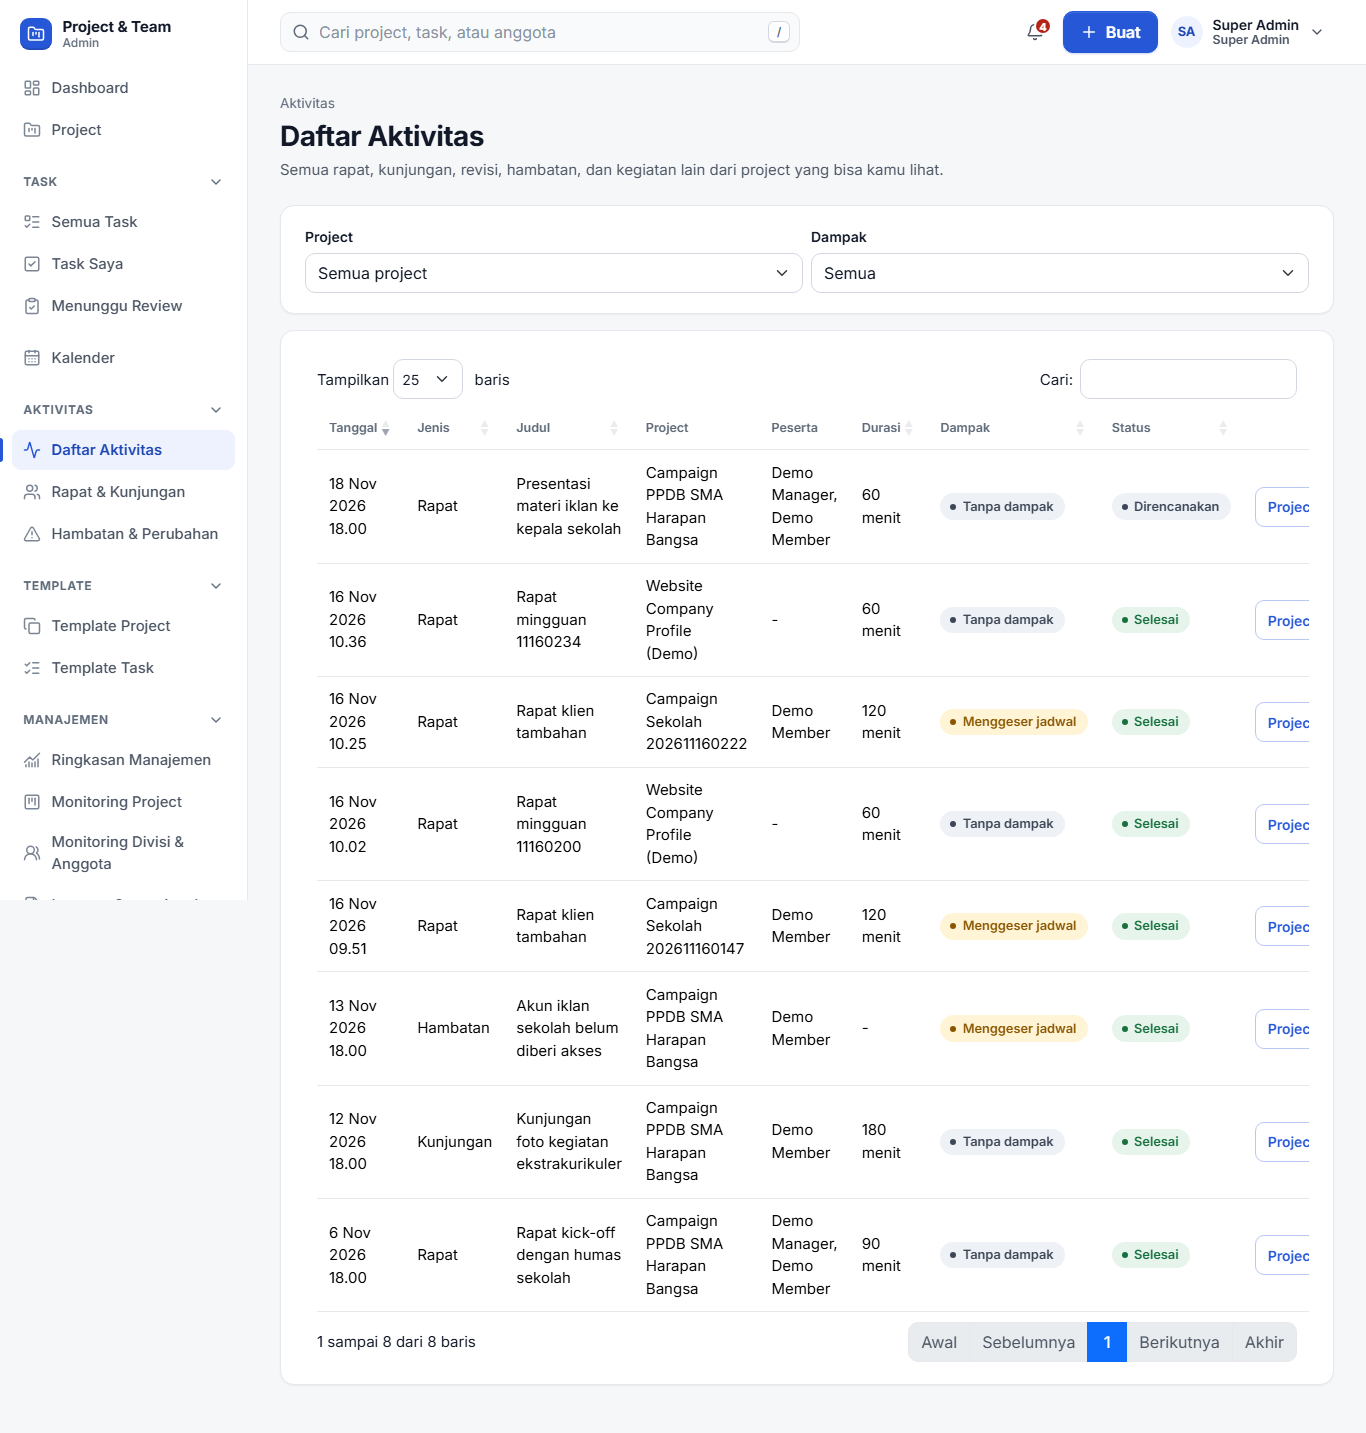 Project & Team
Admin
Dashboard
Project
TASK
Semua Task
Task Saya
Menunggu Review
Kalender
AKTIVITAS
Daftar Aktivitas
Rapat & Kunjungan
Hambatan & Perubahan
TEMPLATE
Template Project
Template Task
MANAJEMEN
Ringkasan Manajemen
Monitoring Project
Monitoring Divisi &
Anggota
Cari project, task, atau anggota
/
4
Buat
SA
Super Admin
Super Admin
Aktivitas
Daftar Aktivitas
Semua rapat, kunjungan, revisi, hambatan, dan kegiatan lain dari project yang bisa kamu lihat.
Project
Dampak
Semua project
Semua
Tampilkan 25 baris
Cari:
Tanggal Jenis Judul Project Peserta Durasi Dampak Status
18 Nov
2026
18.00
Rapat
Presentasi
materi iklan ke
kepala sekolah
Campaign
PPDB SMA
Harapan
Bangsa
Demo
Manager,
Demo
Member
60
menit
Tanpa dampak
Direncanakan
Projec
16 Nov
2026
10.36
Rapat
Rapat
mingguan
11160234
Website
Company
Profile
(Demo)
-
60
menit
Tanpa dampak
Selesai
Projec
16 Nov
2026
10.25
Rapat
Rapat klien
tambahan
Campaign
Sekolah
202611160222
Demo
Member
120
menit
Menggeser jadwal
Selesai
Projec
16 Nov
2026
10.02
Rapat
Rapat
mingguan
11160200
Website
Company
Profile
(Demo)
-
60
menit
Tanpa dampak
Selesai
Projec
16 Nov
2026
09.51
Rapat
Rapat klien
tambahan
Campaign
Sekolah
202611160147
Demo
Member
120
menit
Menggeser jadwal
Selesai
Projec
13 Nov
2026
18.00
Hambatan
Akun iklan
sekolah belum
diberi akses
Campaign
PPDB SMA
Harapan
Bangsa
Demo
Member
-
Menggeser jadwal
Selesai
Projec
12 Nov
2026
18.00
Kunjungan
Kunjungan
foto kegiatan
ekstrakurikuler
Campaign
PPDB SMA
Harapan
Bangsa
Demo
Member
180
menit
Tanpa dampak
Selesai
Projec
6 Nov
2026
18.00
Rapat
Rapat kick-off
dengan humas
sekolah
Campaign
PPDB SMA
Harapan
Bangsa
Demo
Manager,
Demo
Member
90
menit
Tanpa dampak
Selesai
Projec
1 sampai 8 dari 8 baris
Awal Sebelumnya 1 Berikutnya Akhir